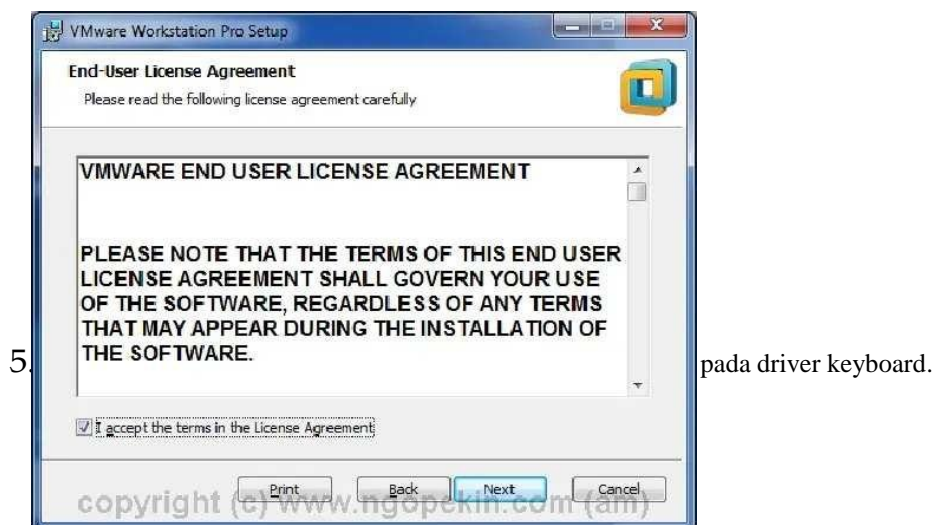 VMware Workstation Pro Setup
End-User License Agreement
Please read the following license agreement carefully
VMWARE END USER LICENSE AGREEMENT
PLEASE NOTE THAT THE TERMS OF THIS END USER
LICENSE AGREEMENT SHALL GOVERN YOUR USE
OF THE SOFTWARE, REGARDLESS OF ANY TERMS
THAT MAY APPEAR DURING THE INSTALLATION OF
THE SOFTWARE.
5. pada driver keyboard.
I accept the terms in the License Agreement
Print Back Next Cancel
copyright (c) www.ngopekin.com (am)